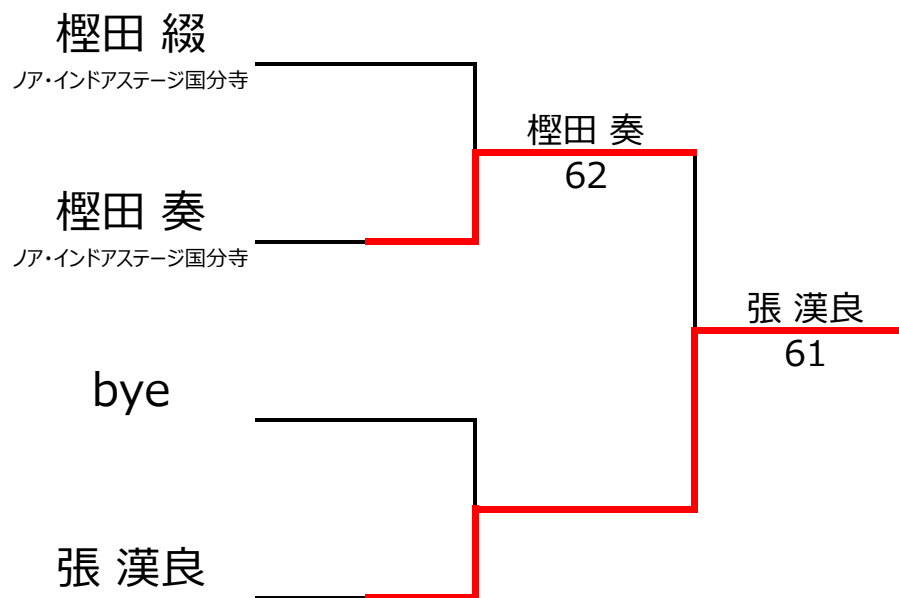 樫田 綴
ノア・インドアステージ国分寺
樫田 奏
62
樫田 奏
ノア・インドアステージ国分寺
張 漢良
61
bye
張 漢良